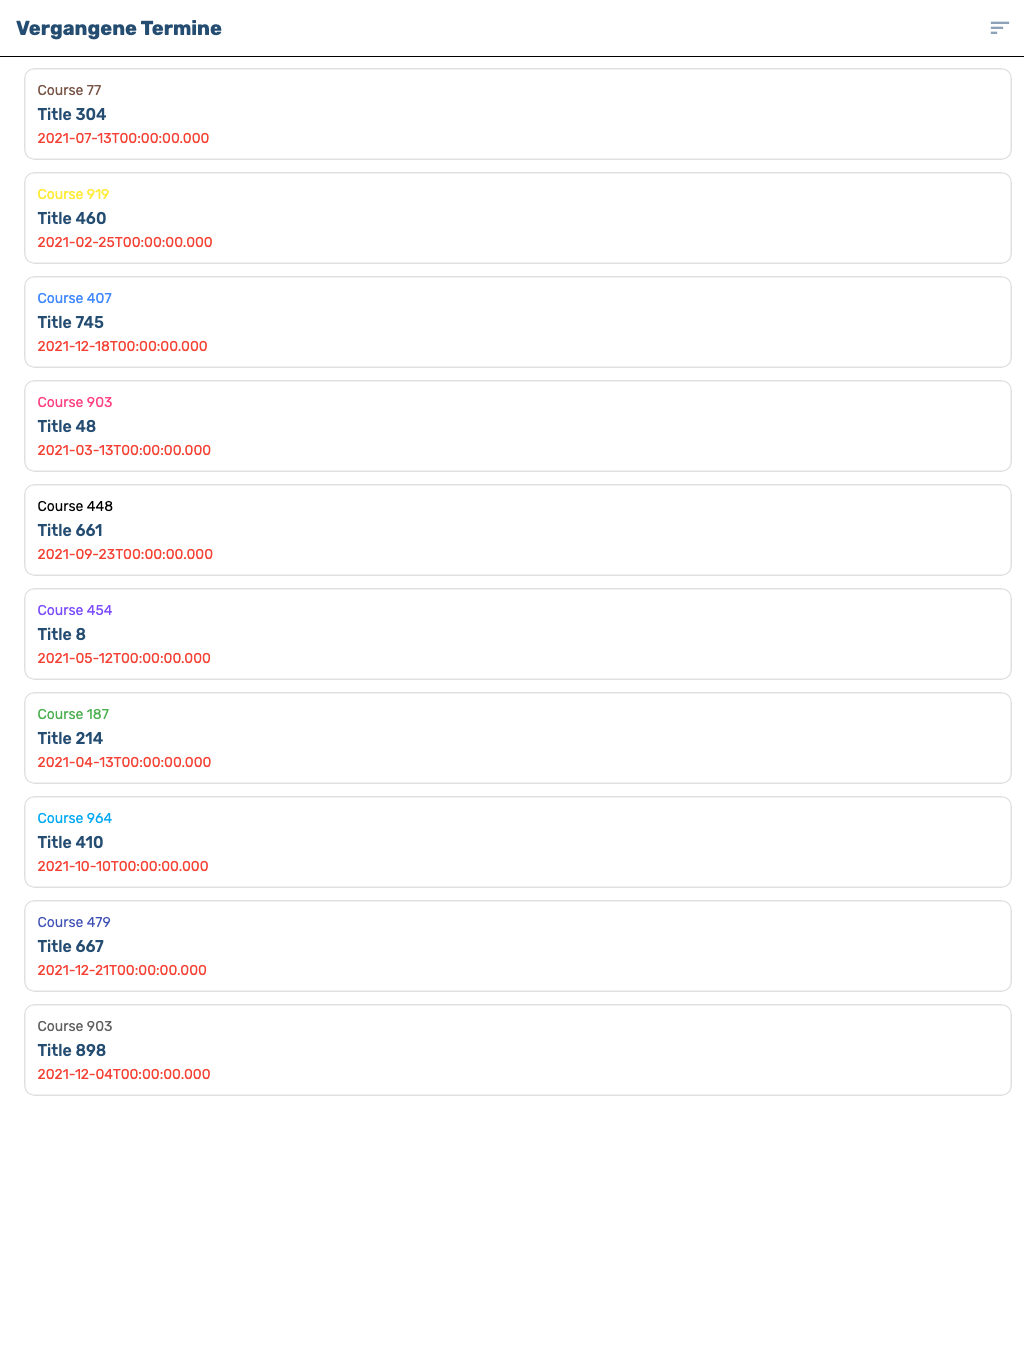 Vergangene Termine
Course 77
Title 304
2021-07-13T00:00:00.000
Course 919
Title 460
2021-02-25T00:00:00.000
Course 407
Title 745
2021-12-18T00:00:00.000
Course 903
Title 48
2021-03-13T00:00:00.000
Course 448
Title 661
2021-09-23T00:00:00.000
Course 454
Title 8
2021-05-12T00:00:00.000
Course 187
Title 214
2021-04-13T00:00:00.000
Course 964
Title 410
2021-10-10T00:00:00.000
Course 479
Title 667
2021-12-21T00:00:00.000
Course 903
Title 898
2021-12-04T00:00:00.000